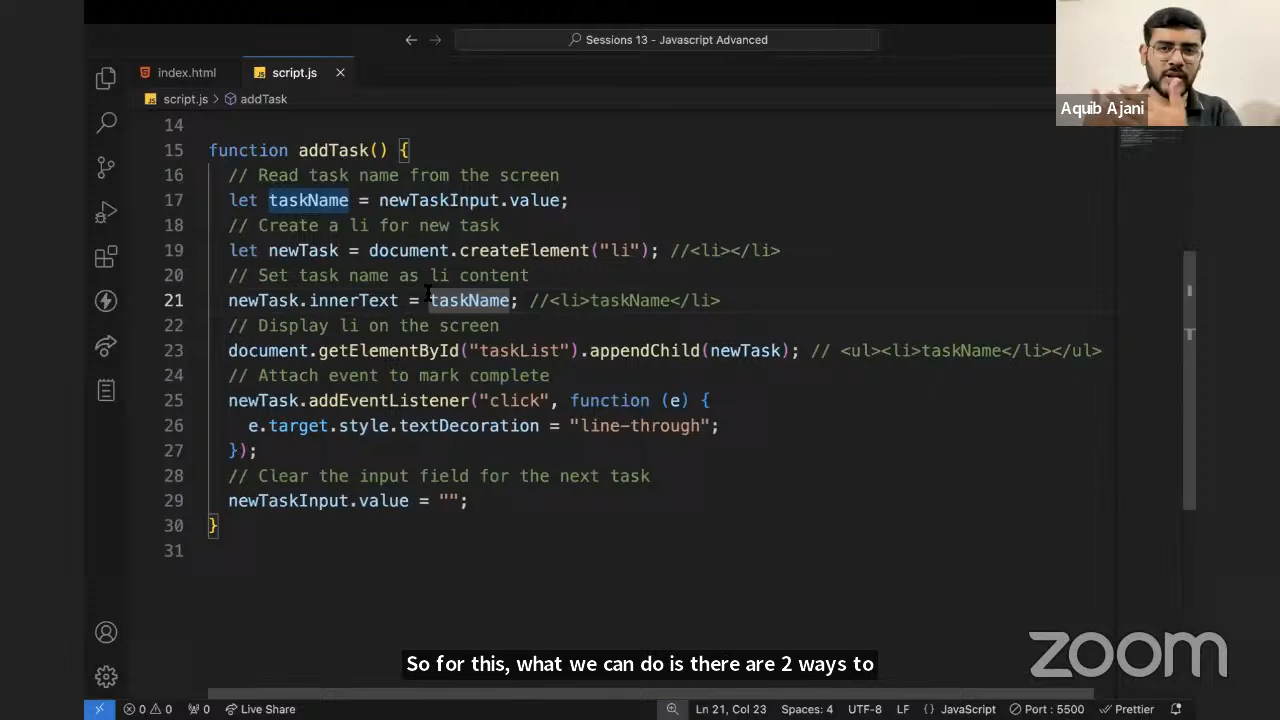 Sessions 13 - Javascript Advanced
index.html
script.js
Aquib Ajani
script.js > addTask
14
15 function addTask() {
16 // Read task name from the screen
17 let taskName = newTaskInput.value;
18 // Create a li for new task
19 let newTask = document.createElement("li"); //<li></li>
20 // Set task name as li content
21 newTask.innerText = taskName; //<li>taskName</li>
22 // Display li on the screen
23 document.getElementById("taskList").appendChild(newTask); // <ul><li>taskName</li></ul>
24 // Attach event to mark complete
25 newTask.addEventListener("click", function (e) {
26 e.target.style.textDecoration = "line-through";
27 });
28 // Clear the input field for the next task
29 newTaskInput.value = "";
30 }
31
So for this, what we can do is there are 2 ways to
zoom
0 0 0 Live Share Ln 21, Col 23 Spaces: 4 UTF-8 LF {} JavaScript Port : 5500 Prettier